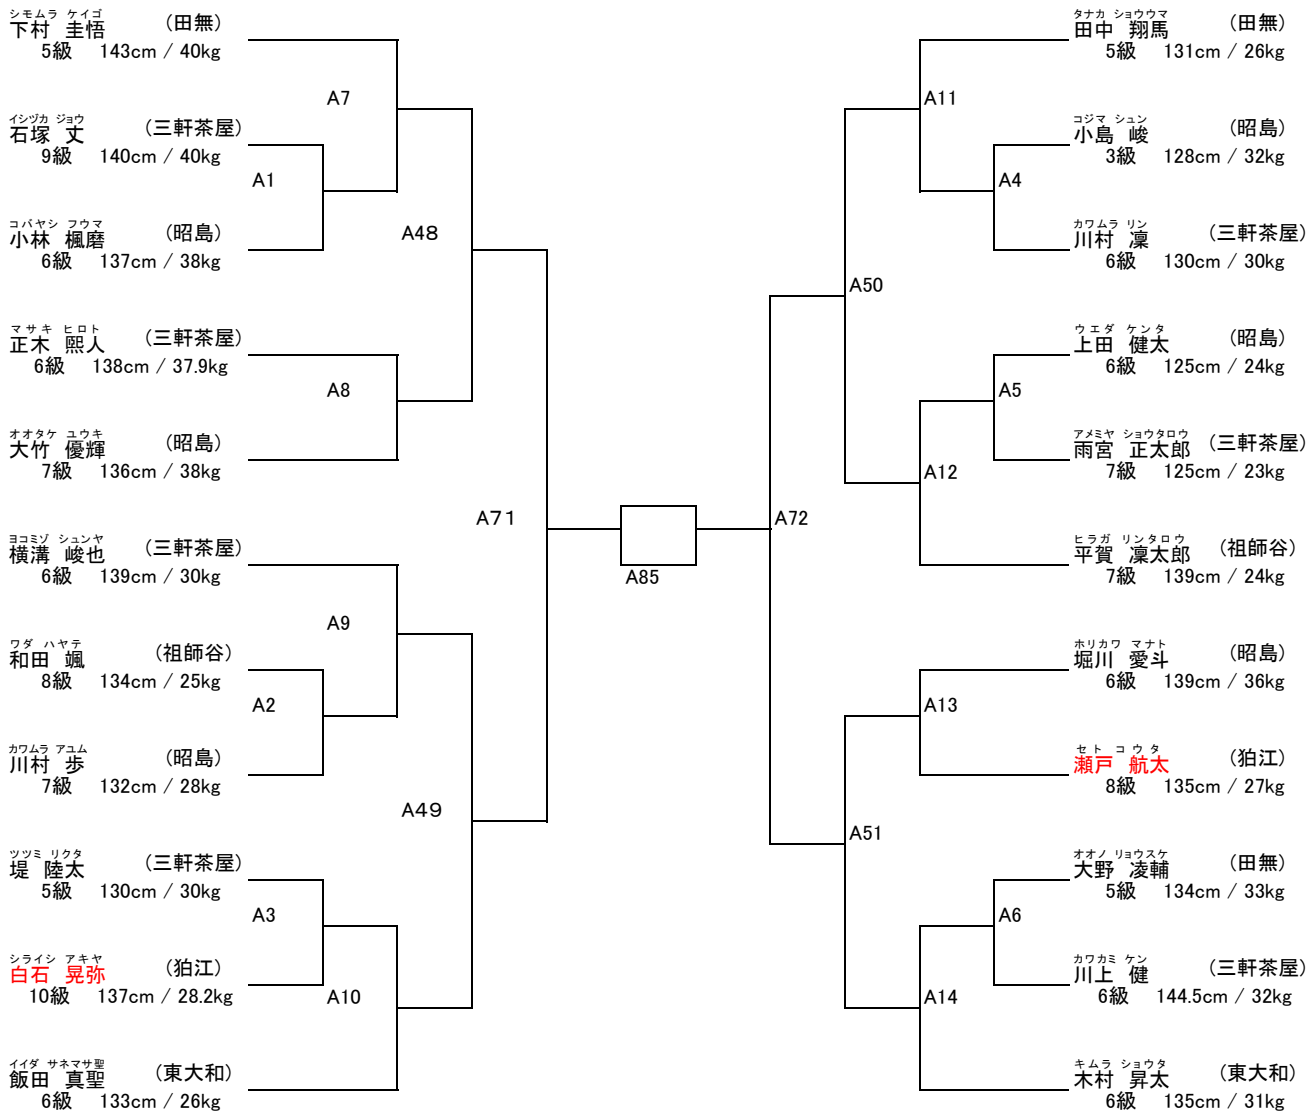 シモムラ ケイゴ
下村 圭悟 (田無)
5級 143cm / 40kg
A7
イシヅカ ジョウ
石塚 丈 (三軒茶屋)
9級 140cm / 40kg
A1
コバヤシ フウマ
小林 楓磨 (昭島)
6級 137cm / 38kg
A48
マサキ ヒロト
正木 熙人 (三軒茶屋)
6級 138cm / 37.9kg
A8
オオタケ ユウキ
大竹 優輝 (昭島)
7級 136cm / 38kg
A71
ヨコミゾ シュンヤ
横溝 峻也 (三軒茶屋)
6級 139cm / 30kg
A9
ワダ ハヤテ
和田 颯 (祖師谷)
8級 134cm / 25kg
A2
カワムラ アユム
川村 歩 (昭島)
7級 132cm / 28kg
A49
ツツミ リクタ
堤 陸太 (三軒茶屋)
5級 130cm / 30kg
A3
シライシ アキヤ
白石 晃弥 (狛江)
10級 137cm / 28.2kg
A10
イイダ サネマサ聖
飯田 真聖 (東大和)
6級 133cm / 26kg
A85
タナカ ショウウマ
田中 翔馬 (田無)
5級 131cm / 26kg
A11
コジマ シュン
小島 峻 (昭島)
3級 128cm / 32kg
A4
カワムラ リン
川村 凜 (三軒茶屋)
6級 130cm / 30kg
A50
ウエダ ケンタ
上田 健太 (昭島)
6級 125cm / 24kg
A5
アメミヤ ショウタロウ
雨宮 正太郎 (三軒茶屋)
7級 125cm / 23kg
A12
A72
ヒラガ リンタロウ
平賀 凜太郎 (祖師谷)
7級 139cm / 24kg
ホリカワ マナト
堀川 愛斗 (昭島)
6級 139cm / 36kg
A13
セト コウタ
瀬戸 航太 (狛江)
8級 135cm / 27kg
A51
オオノ リョウスケ
大野 凌輔 (田無)
5級 134cm / 33kg
A6
カワカミ ケン
川上 健 (三軒茶屋)
6級 144.5cm / 32kg
A14
キムラ ショウタ
木村 昇太 (東大和)
6級 135cm / 31kg